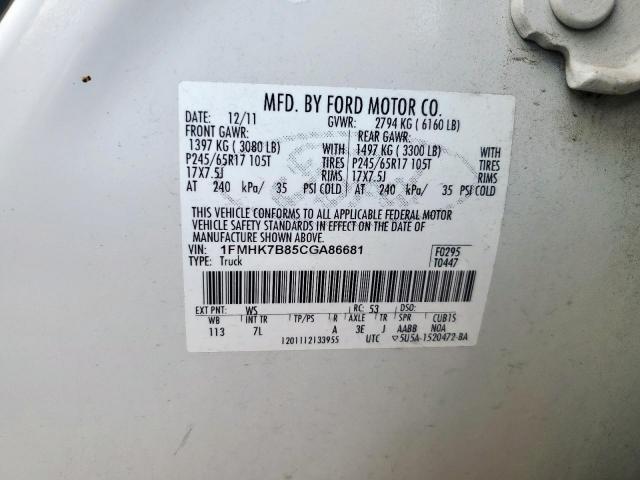 MFD. BY FORD MOTOR CO.
DATE: 12/11 GVWR: 2794 KG ( 6160 LB)
FRONT GAWR: REAR GAWR:
1397 KG ( 3080 LB) WITH 1497 KG ( 3300 LB) WITH
P245/65R17 105T TIRES P245/65R17 105T TIRES
17X7.5J RIMS 17X7.5J RIMS
AT 240 kPa/ 35 PSI COLD AT 240 kPa/ 35 PSI COLD
THIS VEHICLE CONFORMS TO ALL APPLICABLE FEDERAL MOTOR
VEHICLE SAFETY STANDARDS IN EFFECT ON THE DATE OF
MANUFACTURE SHOWN ABOVE.
VIN: 1FMHK7B85CGA86681 F0295
TYPE: Truck T0447
EXT PNT: WS RC: 53 DSO:
WB INT TR TP/PS R AXLE TR SPR CUBIS
113 7L A 3E J AABB NOA
1201112133955 UTC ▽5U5A-1520472-BA